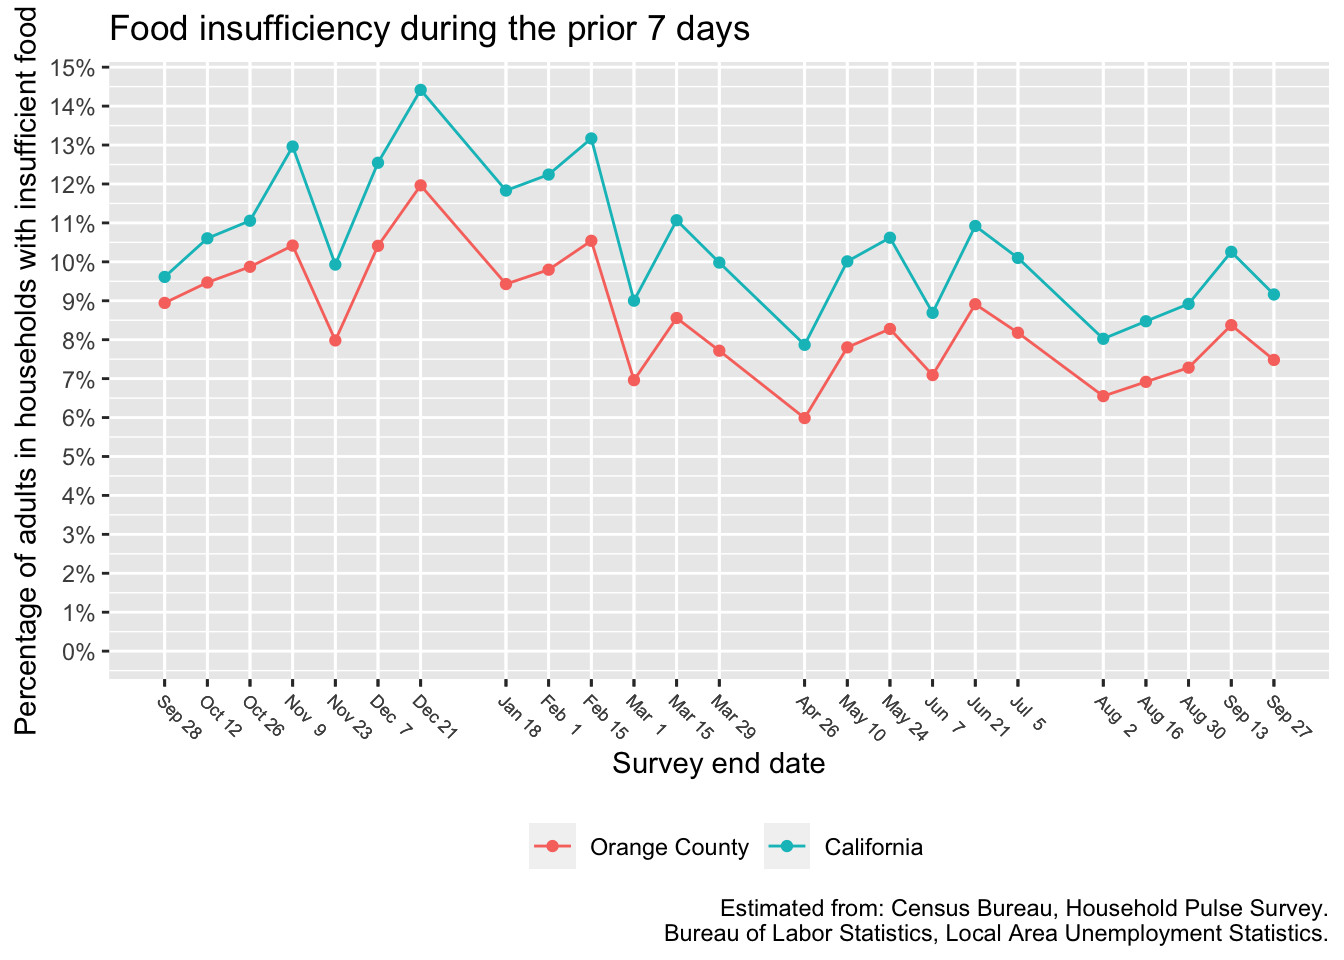 Food insufficiency during the prior 7 days
Percentage of adults in households with insufficient food
15%
14%
13%
12%
11%
10%
9%
8%
7%
6%
5%
4%
3%
2%
1%
0%
Sep 28
Oct 12
Oct 26
Nov 9
Nov 23
Dec 7
Dec 21
Jan 18
Feb 1
Feb 15
Mar 1
Mar 15
Mar 29
Apr 26
May 10
May 24
Jun 7
Jun 21
Jul 5
Aug 2
Aug 16
Aug 30
Sep 13
Sep 27
Survey end date
Orange County
California
Estimated from: Census Bureau, Household Pulse Survey.
Bureau of Labor Statistics, Local Area Unemployment Statistics.